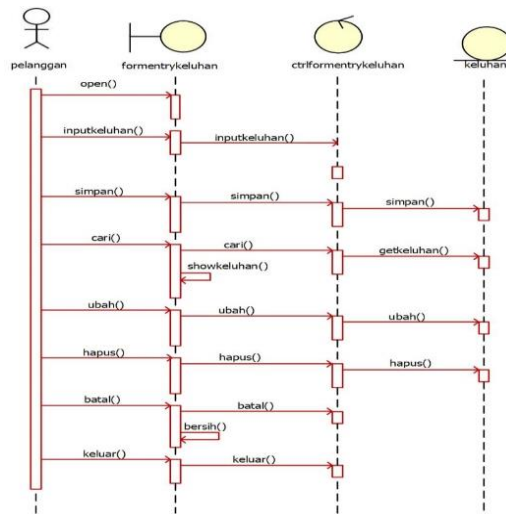 pelanggan
formentrykeluhan
ctrlformentrykeluhan
keluhan
open()
inputkeluhan()
inputkeluhan()
simpan()
simpan()
simpan()
cari()
cari()
getkeluhan()
showkeluhan()
ubah()
ubah()
ubah()
hapus()
hapus()
hapus()
batal()
batal()
bersih()
keluar()
keluar()